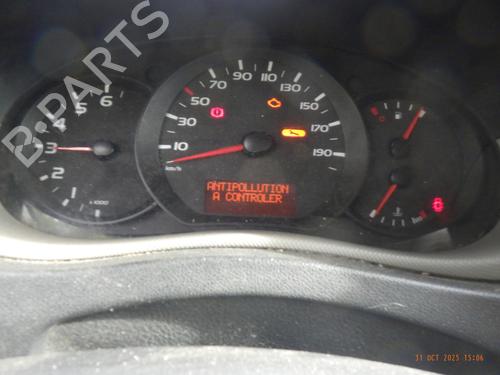 B-PARTS
1 2 3 4 5 6
x1000
10 30 50 70 90 110 130 150 170 190
km/h
ANTIPOLLUTION
A CONTROLER
31 OCT 2025 15:06